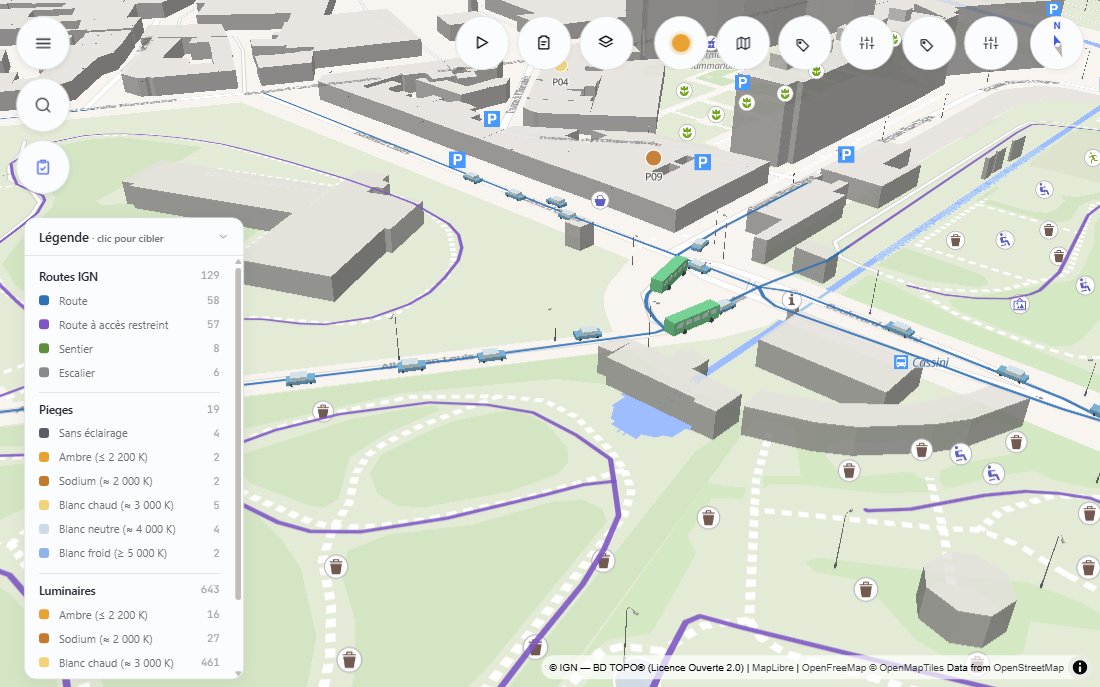 P
N
P04
P
P
P
P
P
P09
Légende · clic pour cibler
Routes IGN 129
Route 58
Route à accès restreint 57
Sentier 8
Escalier 6
Pieges 19
Sans éclairage 4
Ambre (≤ 2 200 K) 2
Sodium (≈ 2 000 K) 2
Blanc chaud (≈ 3 000 K) 5
Blanc neutre (≈ 4 000 K) 4
Blanc froid (≥ 5 000 K) 2
Luminaires 643
Ambre (≤ 2 200 K) 16
Sodium (≈ 2 000 K) 27
Blanc chaud (≈ 3 000 K) 461
i
Cassini
© IGN — BD TOPO® (Licence Ouverte 2.0) | MapLibre | OpenFreeMap © OpenMapTiles Data from OpenStreetMap